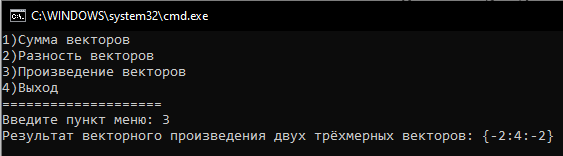 C:\WINDOWS\system32\cmd.exe
1)Сумма векторов
2)Разность векторов
3)Произведение векторов
4)Выход
====================
Введите пункт меню: 3
Результат векторного произведения двух трёхмерных векторов: {-2:4:-2}